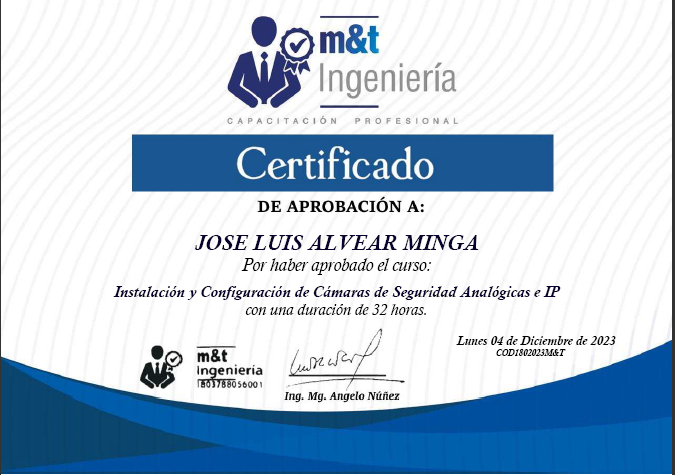 m&t
Ingeniería
CAPACITACIÓN PROFESIONAL
Certificado
DE APROBACIÓN A:
JOSE LUIS ALVEAR MINGA
Por haber aprobado el curso:
Instalación y Configuración de Cámaras de Seguridad Analógicas e IP
con una duración de 32 horas.
Lunes 04 de Diciembre de 2023
COD1802023M&T
m&t
Ingeniería
1803788056001
Ing. Mg. Angelo Núñez